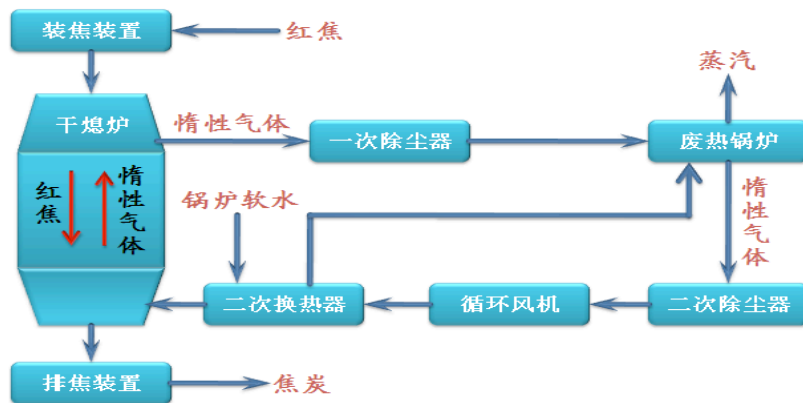 装焦装置
红焦
蒸汽
干熄炉
惰性气体
一次除尘器
废热锅炉
红焦
惰性气体
锅炉软水
惰性气体
二次换热器
循环风机
二次除尘器
排焦装置
焦炭